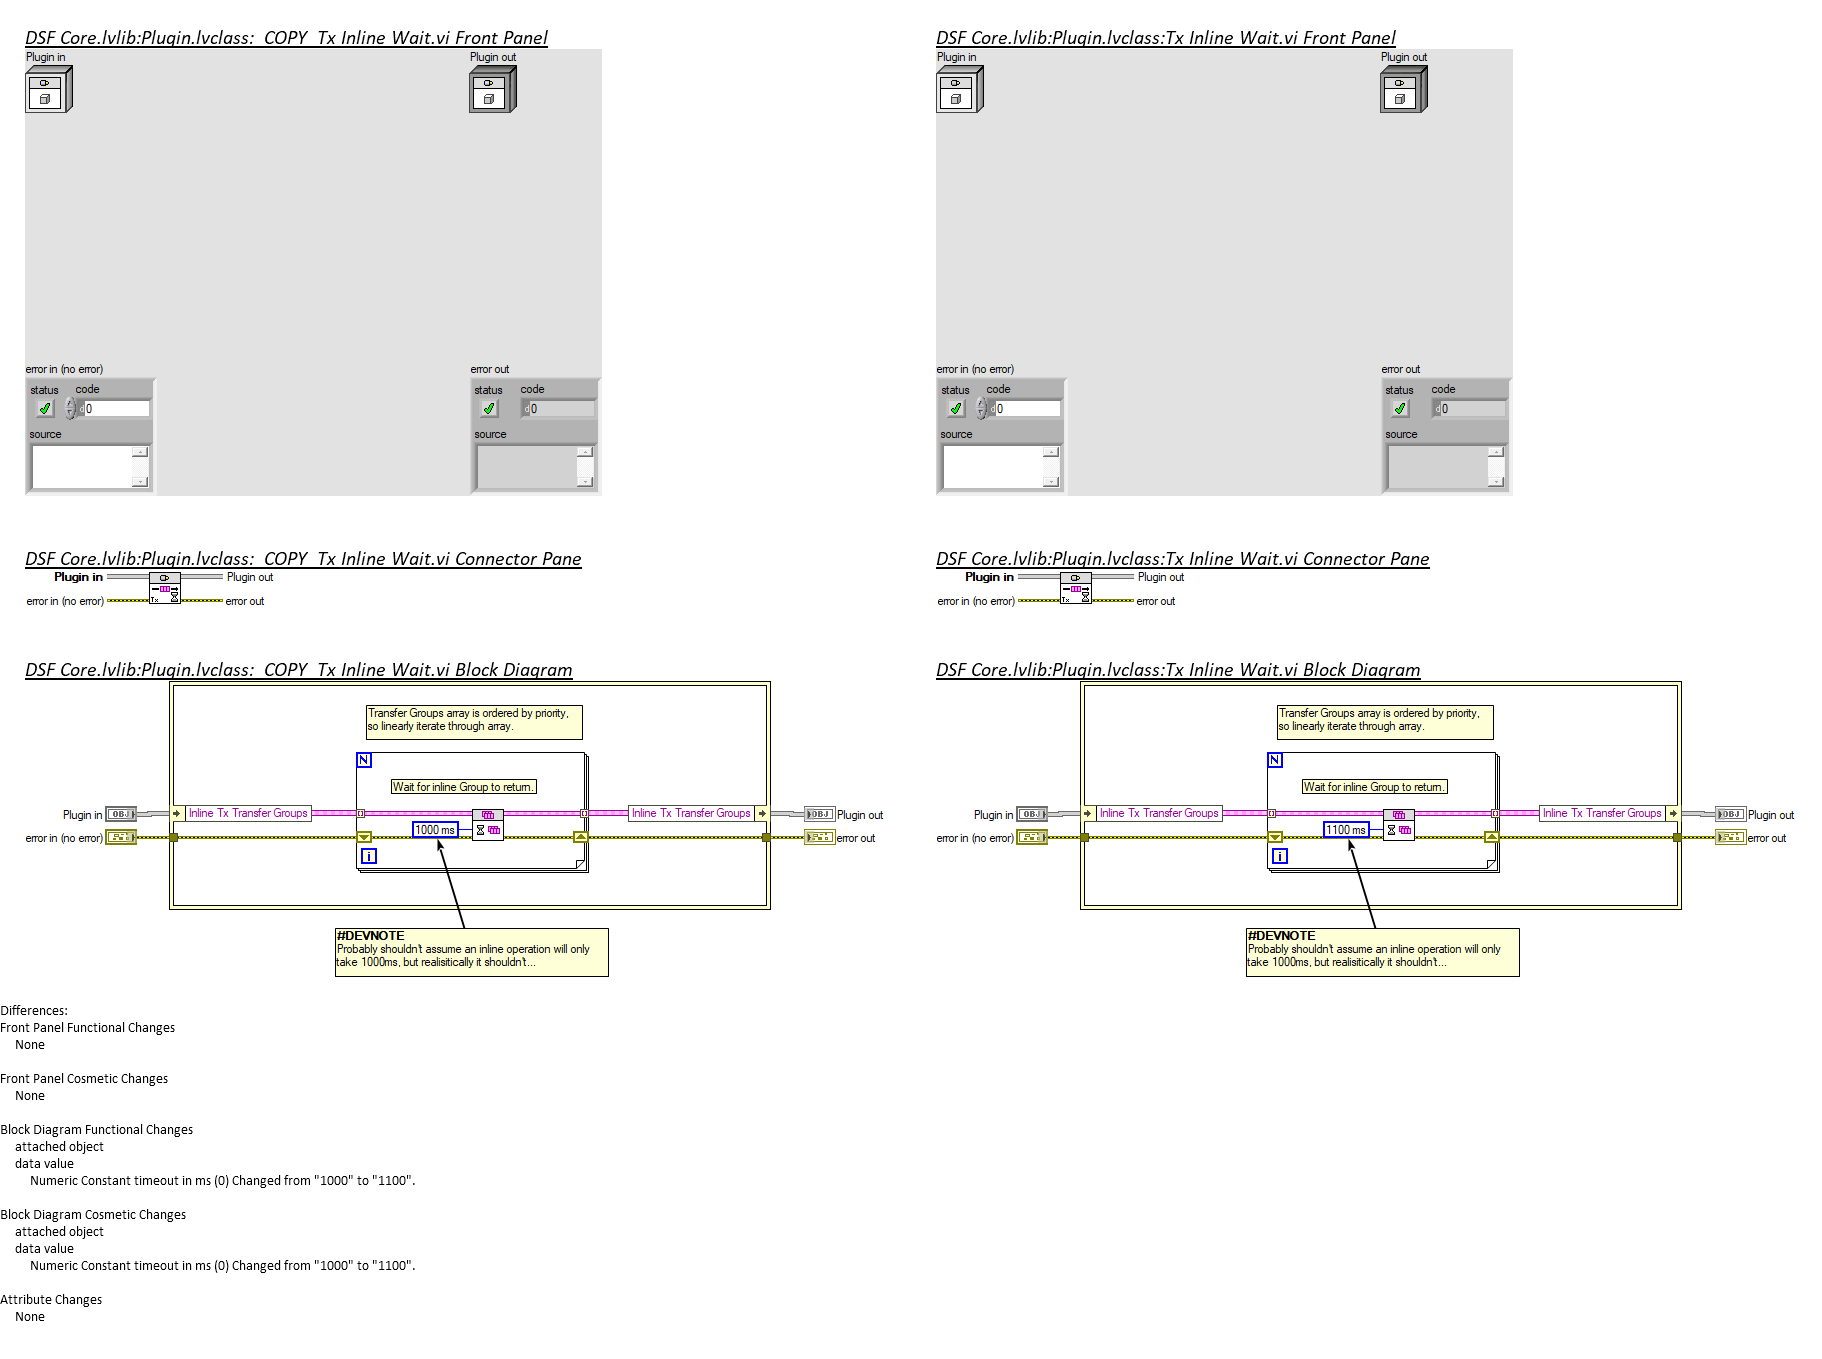 DSF Core.lvlib:Plugin.lvclass:_COPY_Tx Inline Wait.vi Front Panel
Plugin in
Plugin out
error in (no error)
error out
status
code
d0
source
status
code
d0
source
DSF Core.lvlib:Plugin.lvclass:_COPY_Tx Inline Wait.vi Connector Pane
Plugin in
Plugin out
Tx
error in (no error)
error out
DSF Core.lvlib:Plugin.lvclass:_COPY_Tx Inline Wait.vi Block Diagram
Transfer Groups array is ordered by priority,
so linearly iterate through array.
N
Wait for inline Group to return.
Plugin in
OBJ
Inline Tx Transfer Groups
Inline Tx Transfer Groups
OBJ
Plugin out
1000 ms
error in (no error)
error out
i
#DEVNOTE
Probably shouldn't assume an inline operation will only
take 1000ms, but realisitically it shouldn't...
DSF Core.lvlib:Plugin.lvclass:Tx Inline Wait.vi Front Panel
Plugin in
Plugin out
error in (no error)
error out
status
code
d0
source
status
code
d0
source
DSF Core.lvlib:Plugin.lvclass:Tx Inline Wait.vi Connector Pane
Plugin in
Plugin out
Tx
error in (no error)
error out
DSF Core.lvlib:Plugin.lvclass:Tx Inline Wait.vi Block Diagram
Transfer Groups array is ordered by priority,
so linearly iterate through array.
N
Wait for inline Group to return.
Plugin in
OBJ
Inline Tx Transfer Groups
Inline Tx Transfer Groups
OBJ
Plugin out
1100 ms
error in (no error)
error out
i
#DEVNOTE
Probably shouldn't assume an inline operation will only
take 1000ms, but realisitically it shouldn't...
Differences:
Front Panel Functional Changes
None
Front Panel Cosmetic Changes
None
Block Diagram Functional Changes
attached object
data value
Numeric Constant timeout in ms (0) Changed from "1000" to "1100".
Block Diagram Cosmetic Changes
attached object
data value
Numeric Constant timeout in ms (0) Changed from "1000" to "1100".
Attribute Changes
None